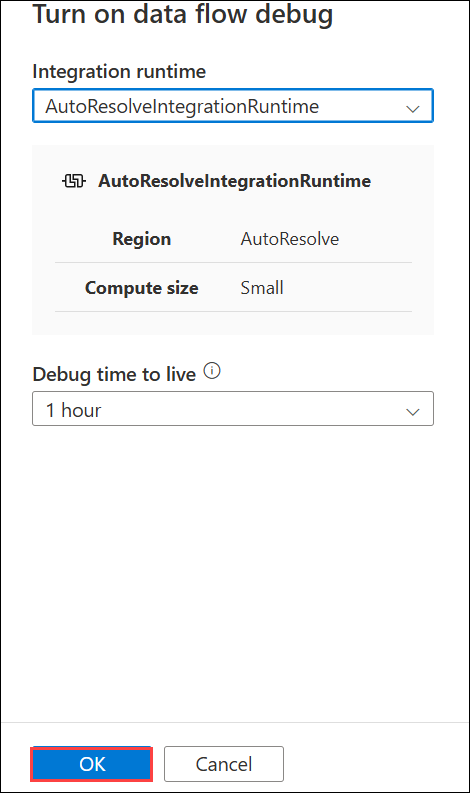 Turn on data flow debug
Integration runtime
AutoResolveIntegrationRuntime
AutoResolveIntegrationRuntime
Region AutoResolve
Compute size Small
Debug time to live
1 hour
OK Cancel